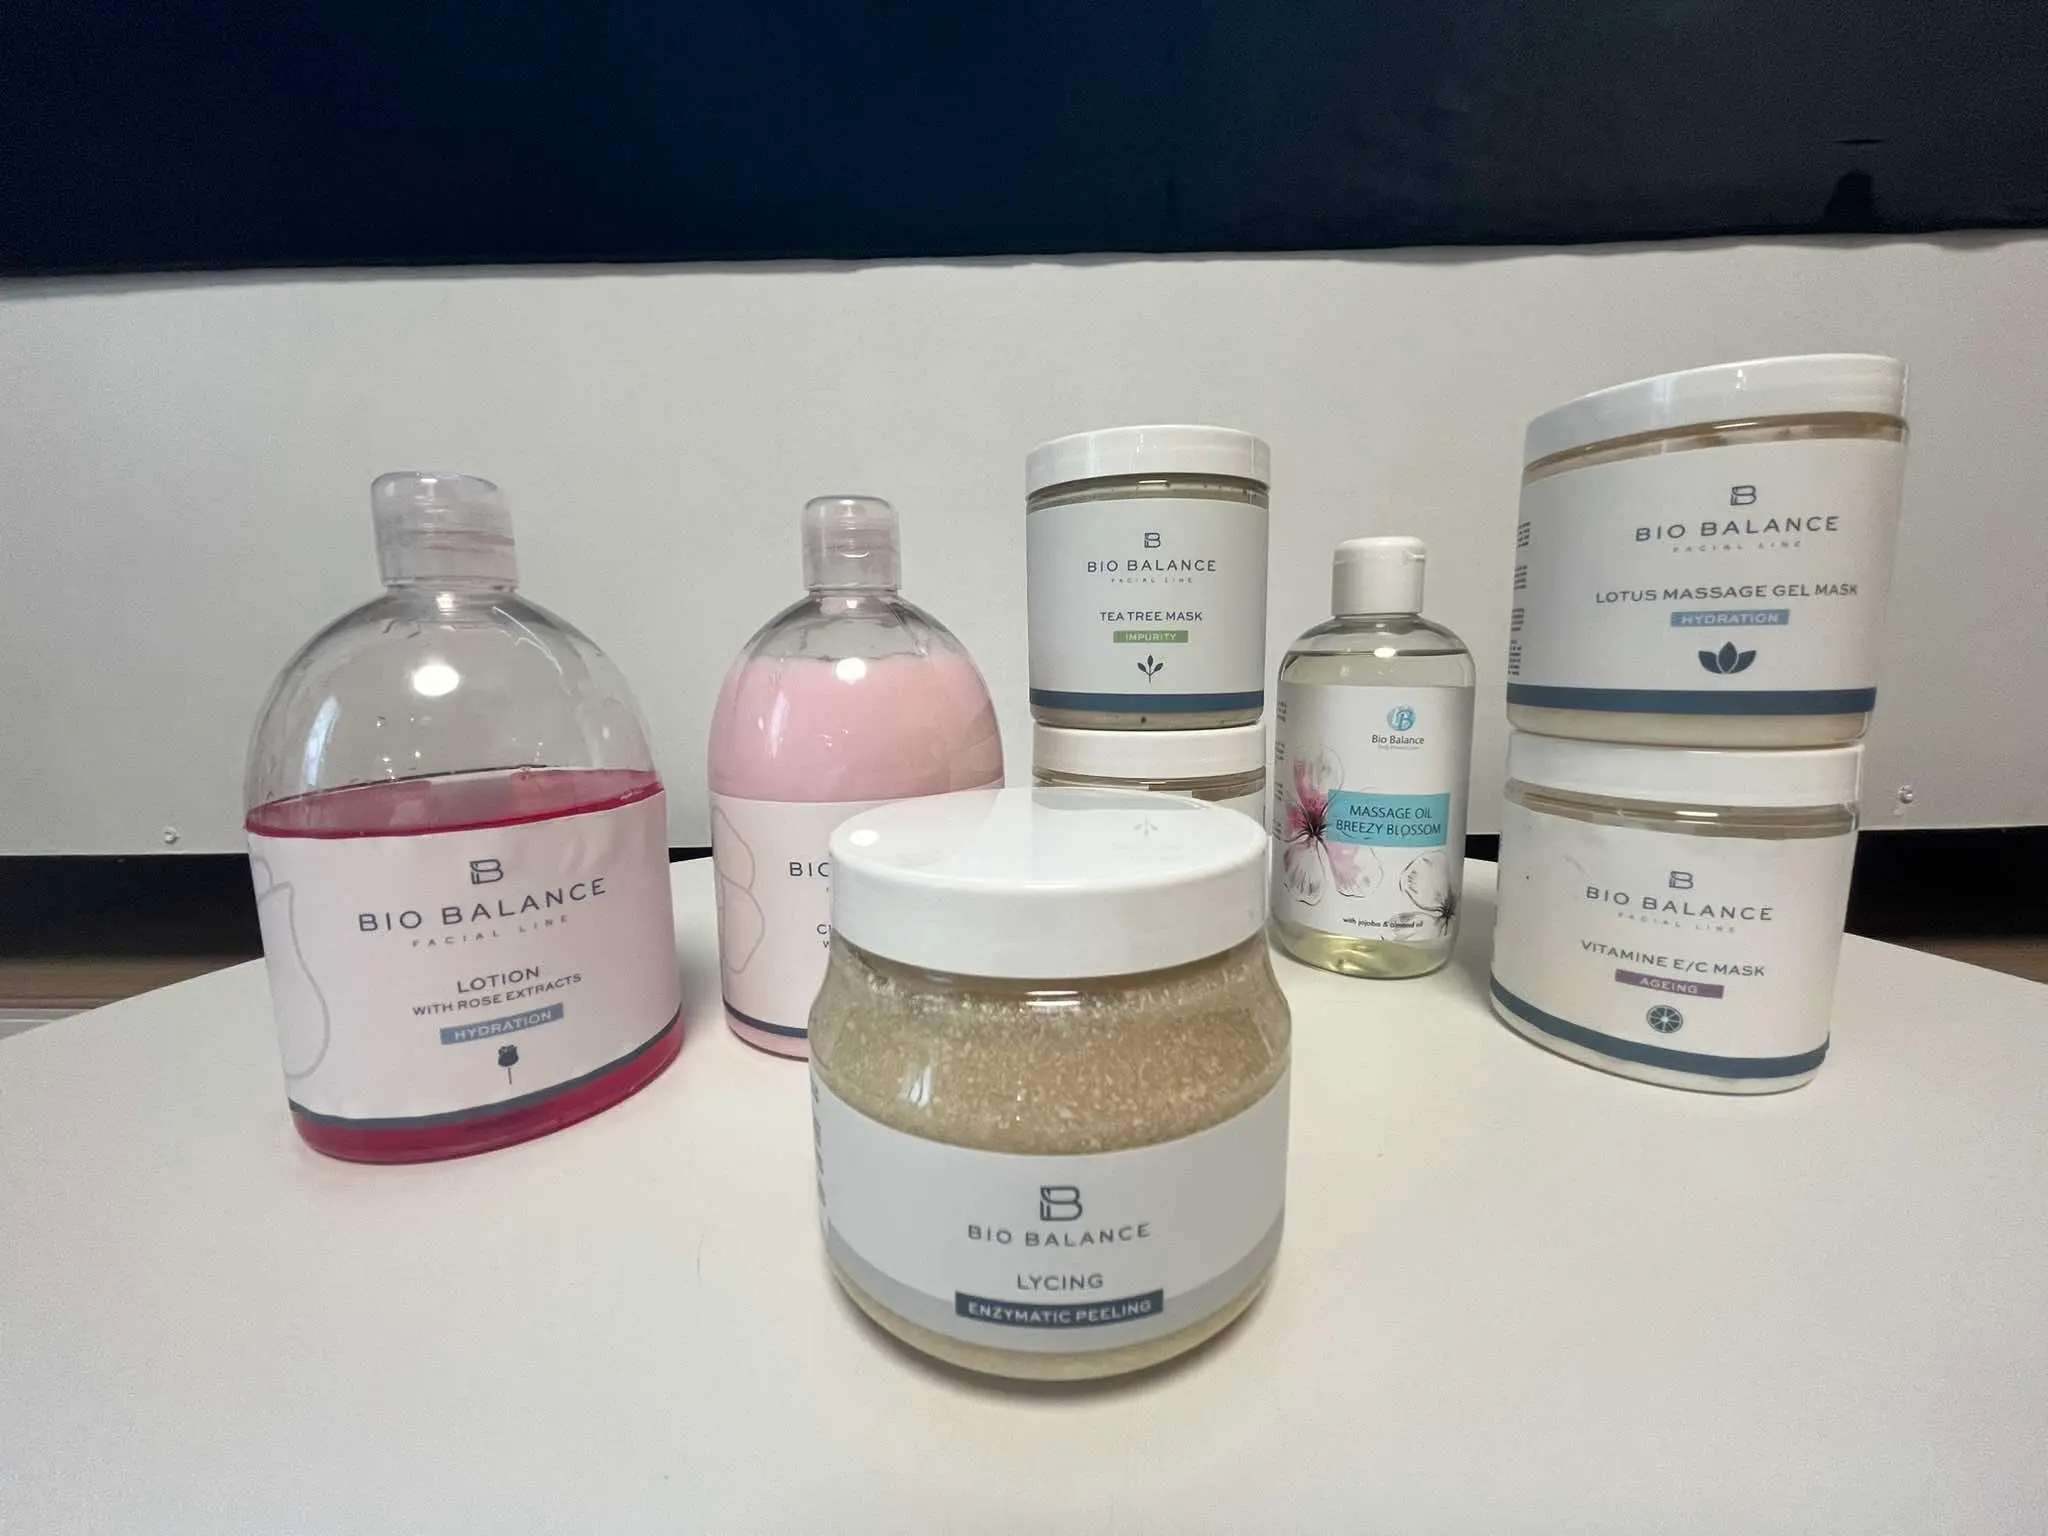 BIO BALANCE
FACIAL LINE
LOTION
WITH ROSE EXTRACTS
HYDRATION
BIO BALANCE
FACIAL LINE
TEA TREE MASK
IMPURITY
Bio Balance
MASSAGE OIL
BREEZY BLOSSOM
with jojoba & almond oil
BIO BALANCE
FACIAL LINE
LOTUS MASSAGE GEL MASK
HYDRATION
BIO BALANCE
FACIAL LINE
VITAMINE E/C MASK
AGEING
BIO BALANCE
LYCING
ENZYMATIC PEELING